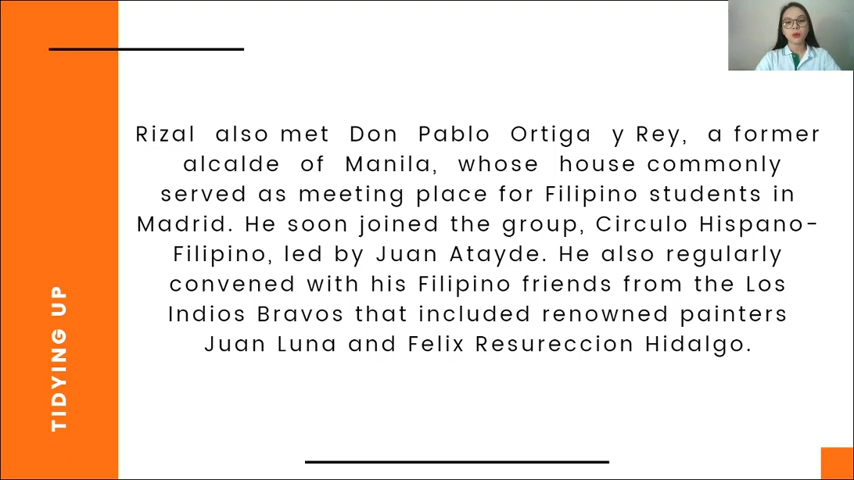 Rizal also met Don Pablo Ortiga y Rey, a former
alcalde of Manila, whose house commonly
served as meeting place for Filipino students in
Madrid. He soon joined the group, Circulo Hispano-
Filipino, led by Juan Atayde. He also regularly
convened with his Filipino friends from the Los
Indios Bravos that included renowned painters
Juan Luna and Felix Resureccion Hidalgo.
TIDYING UP